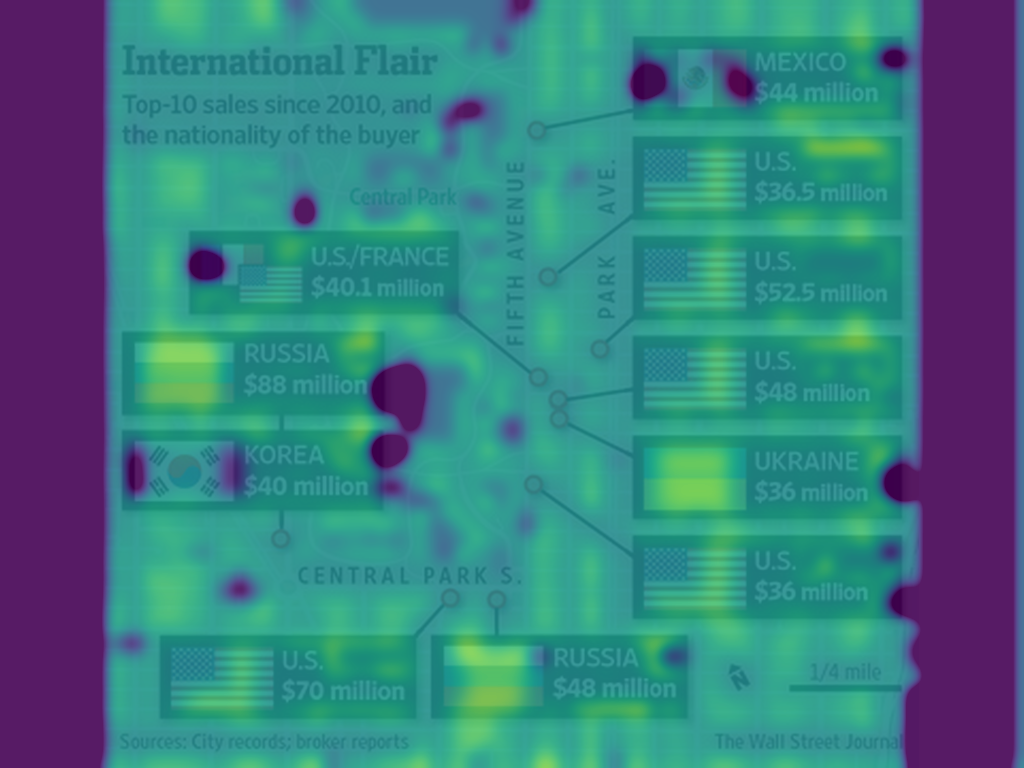 International Flair
Top-10 sales since 2010, and
the nationality of the buyer
MEXICO
$44 million
U.S.
$36.5 million
Central Park
FIFTH AVENUE
PARK AVE.
U.S./FRANCE
$40.1 million
U.S.
$52.5 million
RUSSIA
$88 million
U.S.
$48 million
KOREA
$40 million
UKRAINE
$36 million
U.S.
$36 million
CENTRAL PARK S.
U.S.
$70 million
RUSSIA
$48 million
N
1/4 mile
Sources: City records; broker reports
The Wall Street Journal